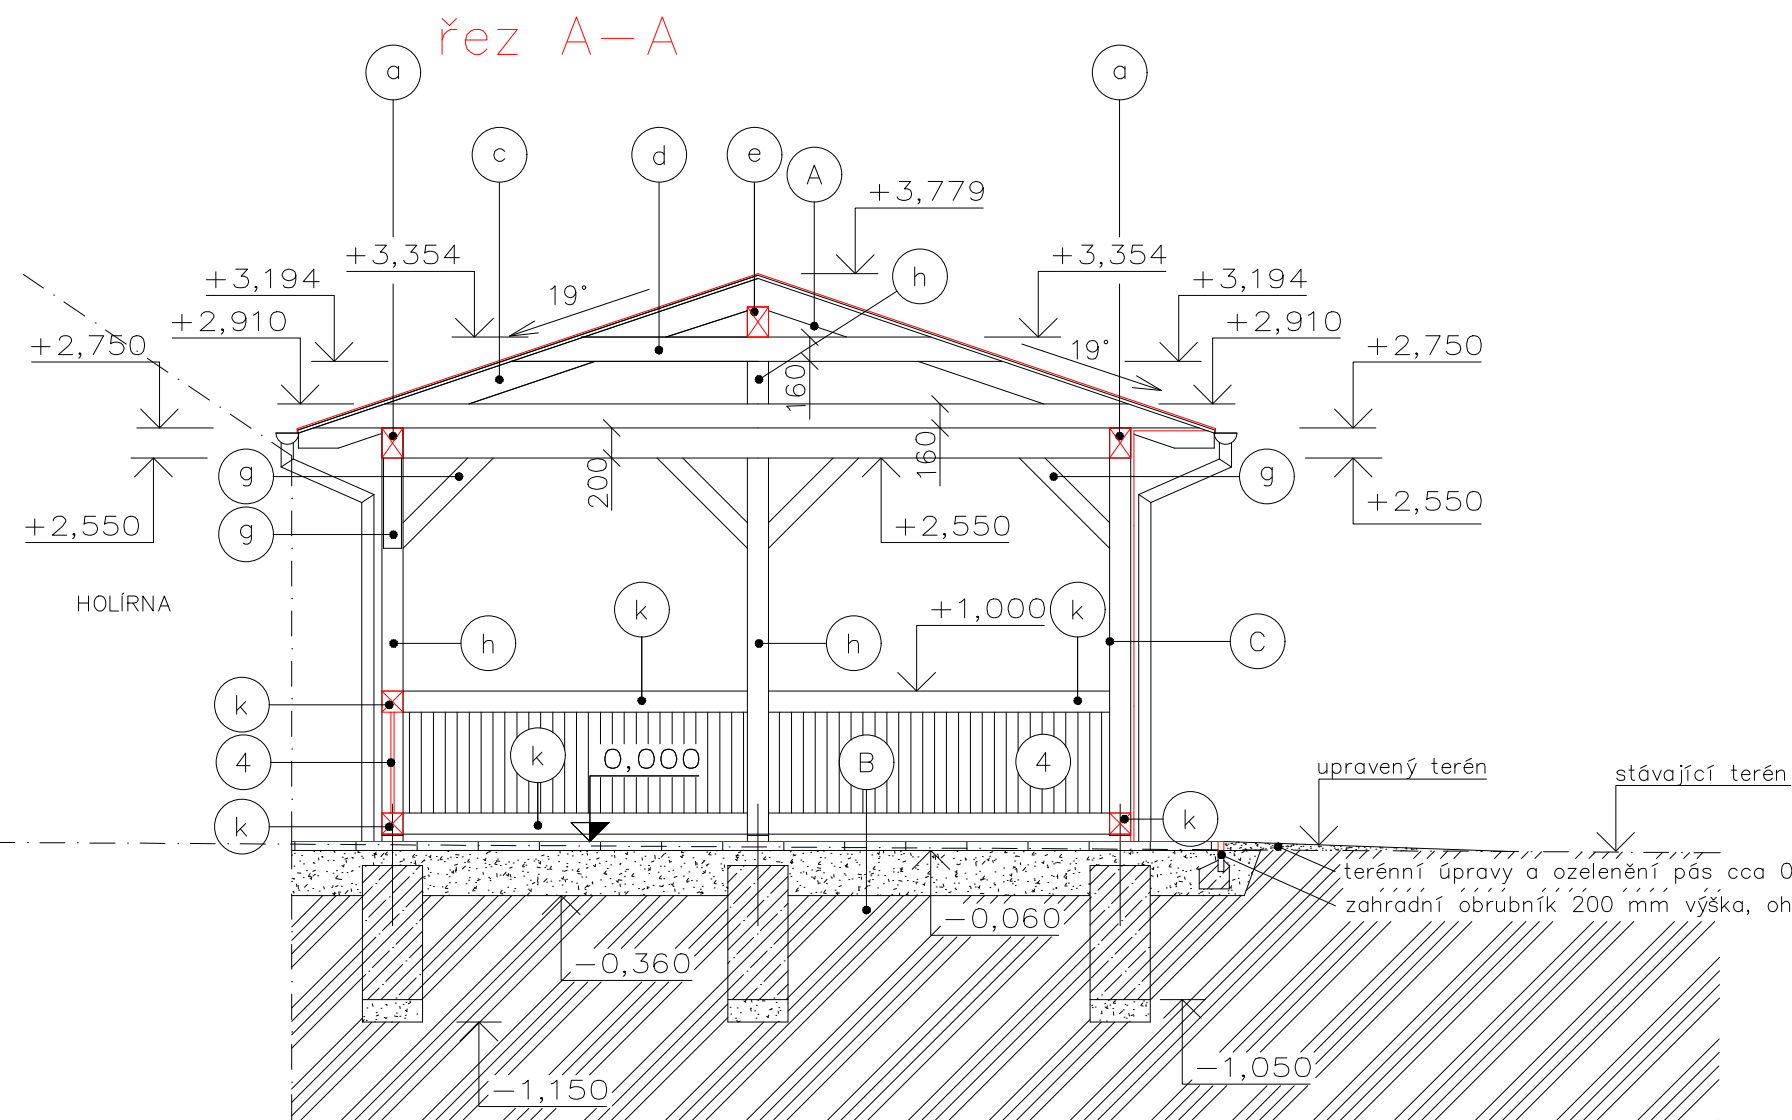 řez A—A
a
a
c
d
e
A
+3,779
+3,354
+3,354
h
+3,194
19°
+3,194
+2,910
+2,910
+2,750
19°
+2,750
160
160
200
g
g
+2,550
g
+2,550
+2,550
HOLÍRNA
k
+1,000
k
h
h
C
k
4
k
0,000
B
4
upravený terén
stávající terén
k
k
terénní úpravy a ozelenění pás cca 0
zahradní obrubník 200 mm výška, oh
−0,060
−0,360
−1,050
−1,150